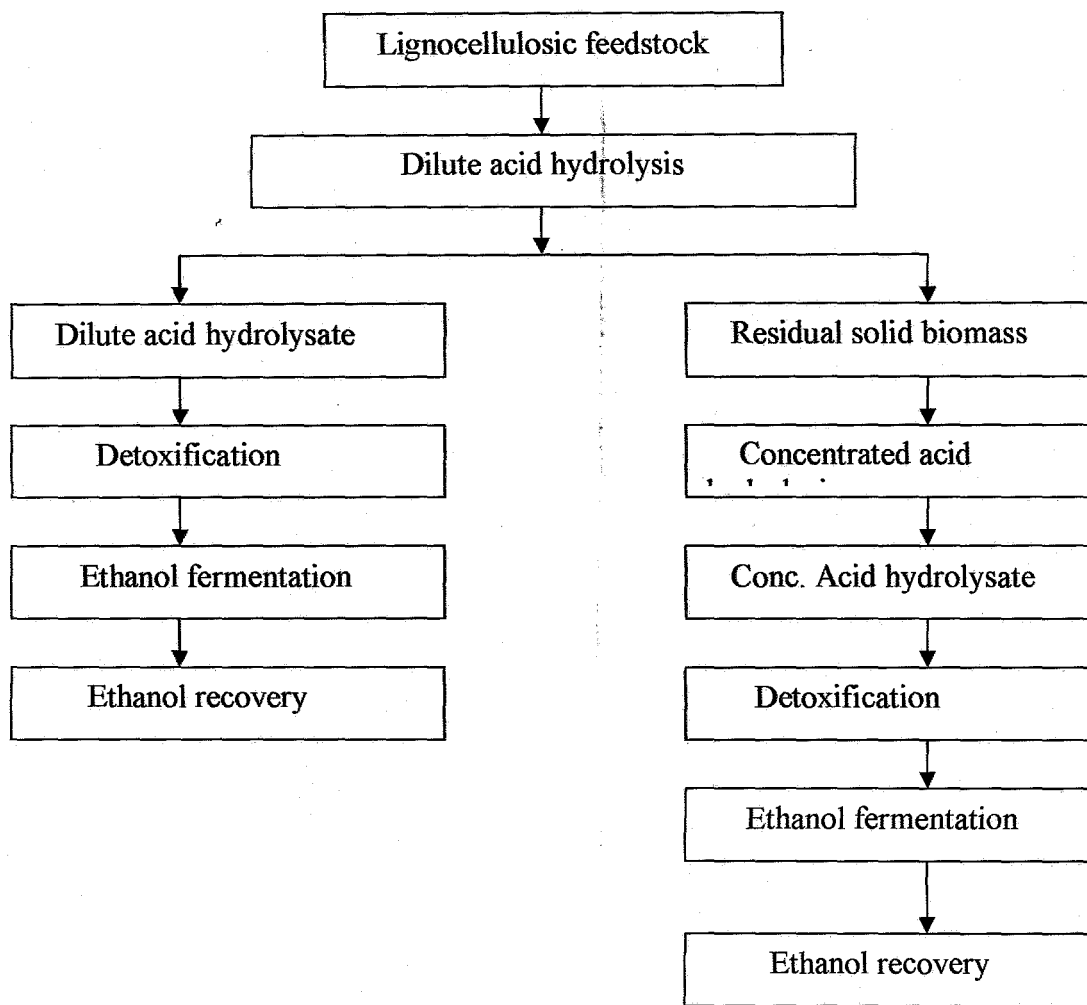 Lignocellulosic feedstock
Dilute acid hydrolysis
Dilute acid hydrolysate
Detoxification
Ethanol fermentation
Ethanol recovery
Residual solid biomass
Concentrated acid
Conc. Acid hydrolysate
Detoxification
Ethanol fermentation
Ethanol recovery